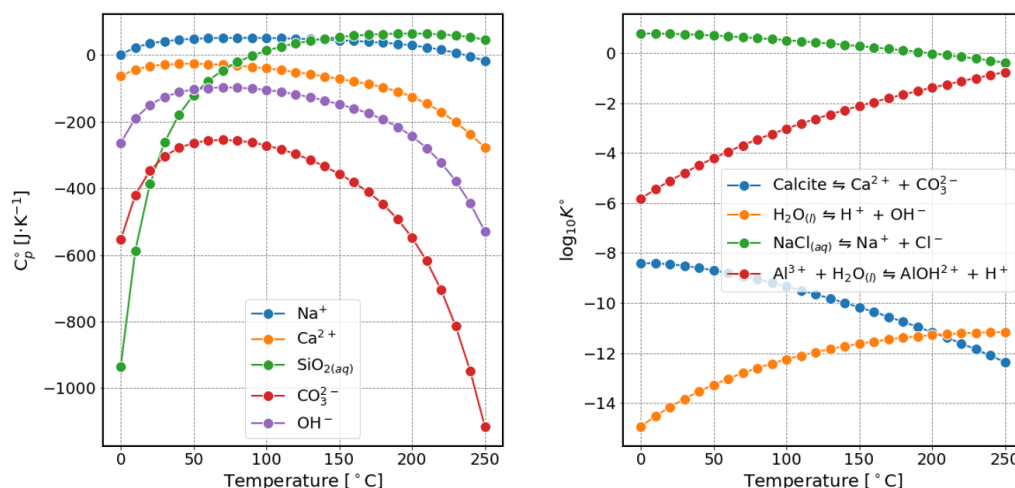 C°p [J·K⁻¹]
0
−200
−400
−600
−800
−1000
Na⁺
Ca²⁺
SiO₂₍aq₎
CO₃²⁻
OH⁻
0 50 100 150 200 250
Temperature [°C]
log₁₀K°
0
−2
−4
−6
−8
−10
−12
−14
Calcite ⇋ Ca²⁺ + CO₃²⁻
H₂O₍l₎ ⇋ H⁺ + OH⁻
NaCl₍aq₎ ⇋ Na⁺ + Cl⁻
Al³⁺ + H₂O₍l₎ ⇋ AlOH²⁺ + H⁺
0 50 100 150 200 250
Temperature [°C]